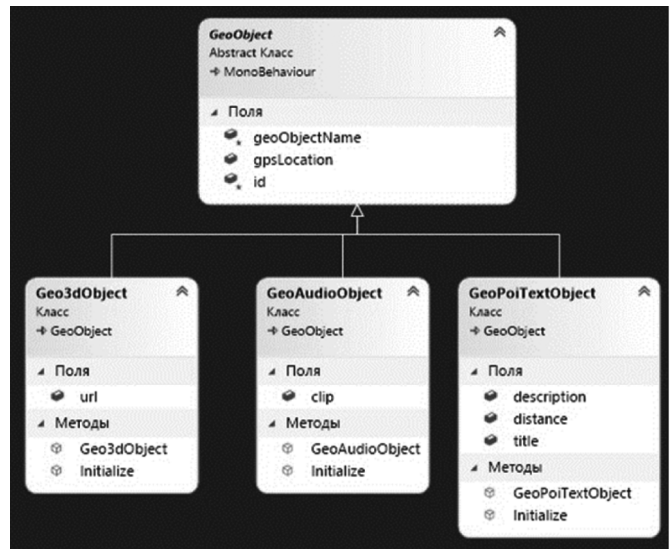 GeoObject
Abstract Класс
MonoBehaviour
Поля
geoObjectName
gpsLocation
id
Geo3dObject
Класс
GeoObject
Поля
url
Методы
Geo3dObject
Initialize
GeoAudioObject
Класс
GeoObject
Поля
clip
Методы
GeoAudioObject
Initialize
GeoPoiTextObject
Класс
GeoObject
Поля
description
distance
title
Методы
GeoPoiTextObject
Initialize